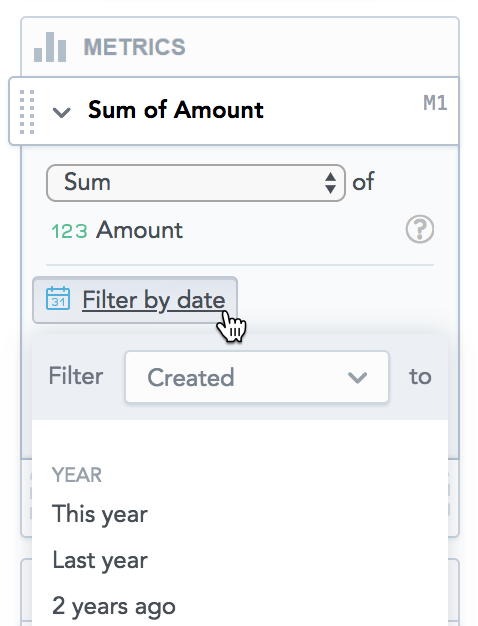 METRICS
Sum of Amount M1
Sum of
123 Amount ?
31 Filter by date
Filter Created to
YEAR
This year
Last year
2 years ago